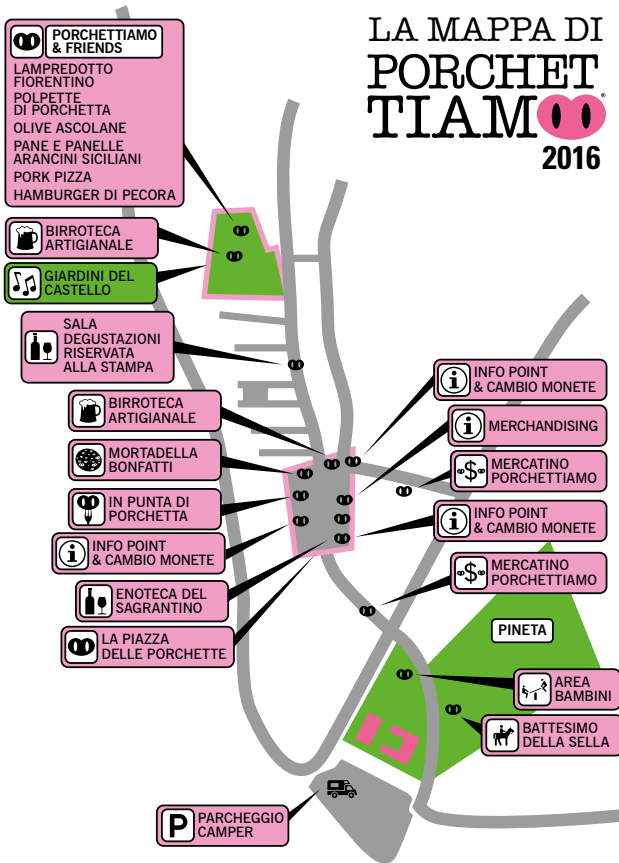 LA MAPPA DI
PORCHET
TIAMO®
2016
PORCHETTIAMO
& FRIENDS
LAMPREDOTTO
FIORENTINO
POLPETTE
DI PORCHETTA
OLIVE ASCOLANE
PANE E PANELLE
ARANCINI SICILIANI
PORK PIZZA
HAMBURGER DI PECORA
BIRROTECA
ARTIGIANALE
GIARDINI DEL
CASTELLO
SALA
DEGUSTAZIONI
RISERVATA
ALLA STAMPA
BIRROTECA
ARTIGIANALE
MORTADELLA
BONFATTI
IN PUNTA DI
PORCHETTA
i INFO POINT
& CAMBIO MONETE
ENOTECA DEL
SAGRANTINO
LA PIAZZA
DELLE PORCHETTE
i INFO POINT
& CAMBIO MONETE
i MERCHANDISING
$ MERCATINO
PORCHETTIAMO
i INFO POINT
& CAMBIO MONETE
$ MERCATINO
PORCHETTIAMO
PINETA
AREA
BAMBINI
BATTESIMO
DELLA SELLA
P PARCHEGGIO
CAMPER